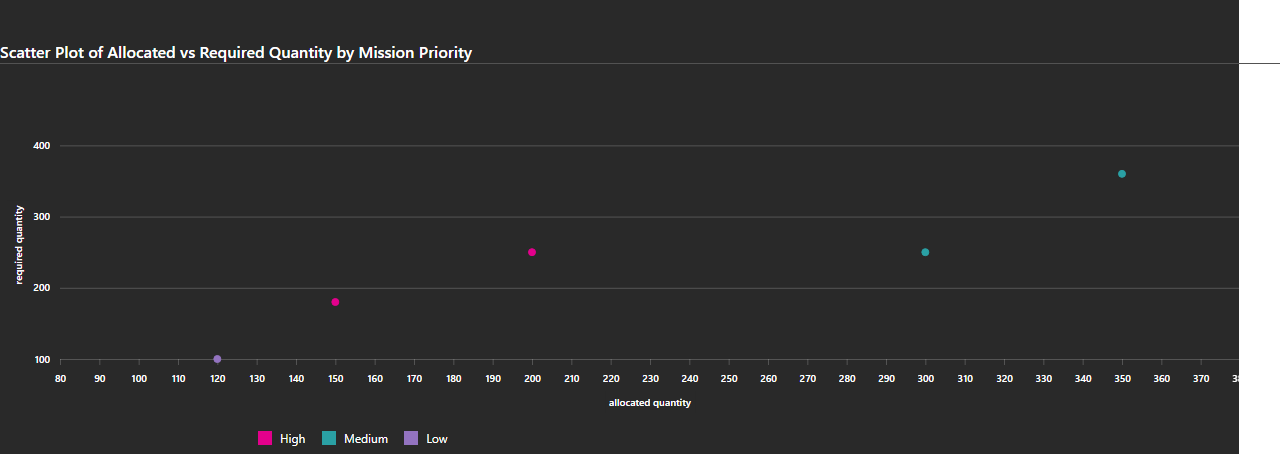 Scatter Plot of Allocated vs Required Quantity by Mission Priority
400
300
200
100
required quantity
80 90 100 110 120 130 140 150 160 170 180 190 200 210 220 230 240 250 260 270 280 290 300 310 320 330 340 350 360 370
allocated quantity
High Medium Low